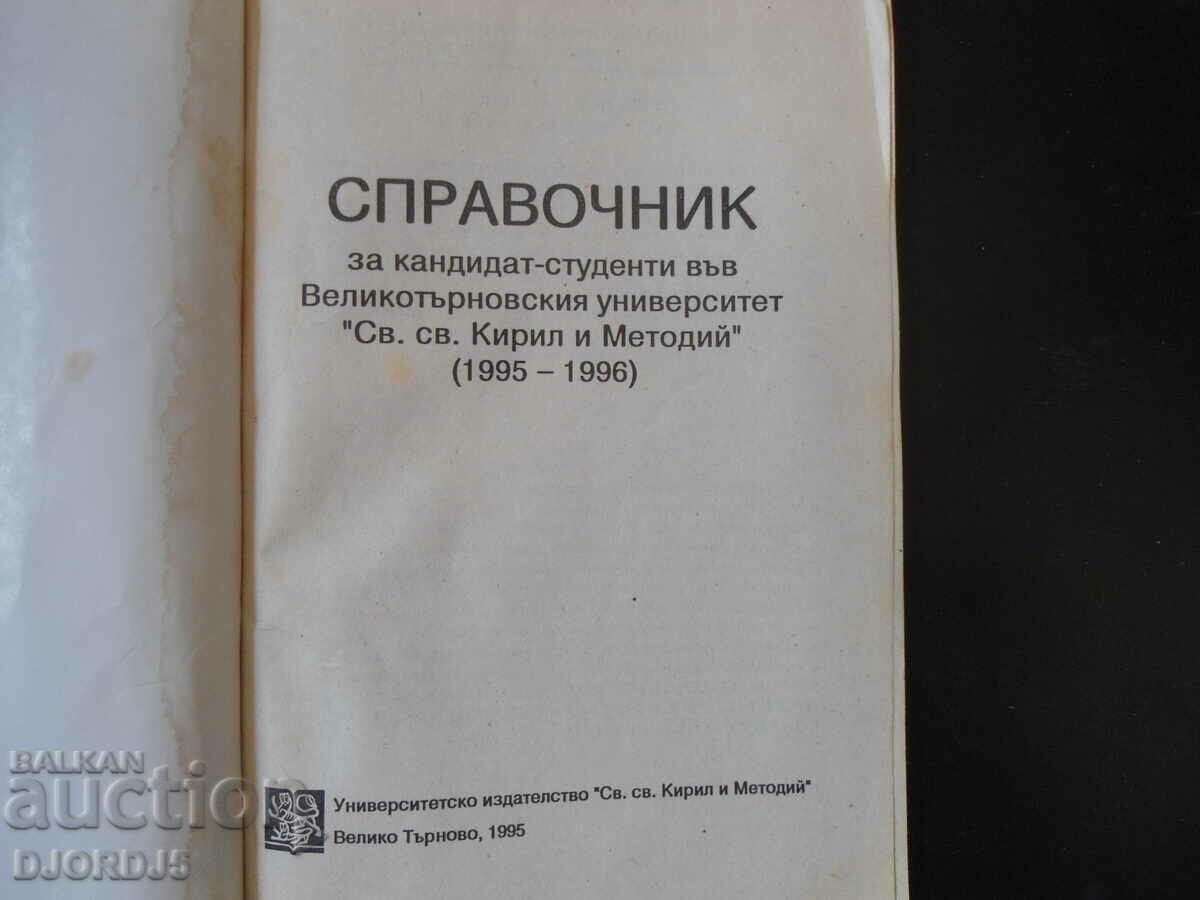 СПРАВОЧНИК
за кандидат-студенти във
Великотърновския университет
"Св. св. Кирил и Методий"
(1995 – 1996)
Университетско издателство "Св. св. Кирил и Методий"
Велико Търново, 1995
BALKAN
auction
DJORDJ5